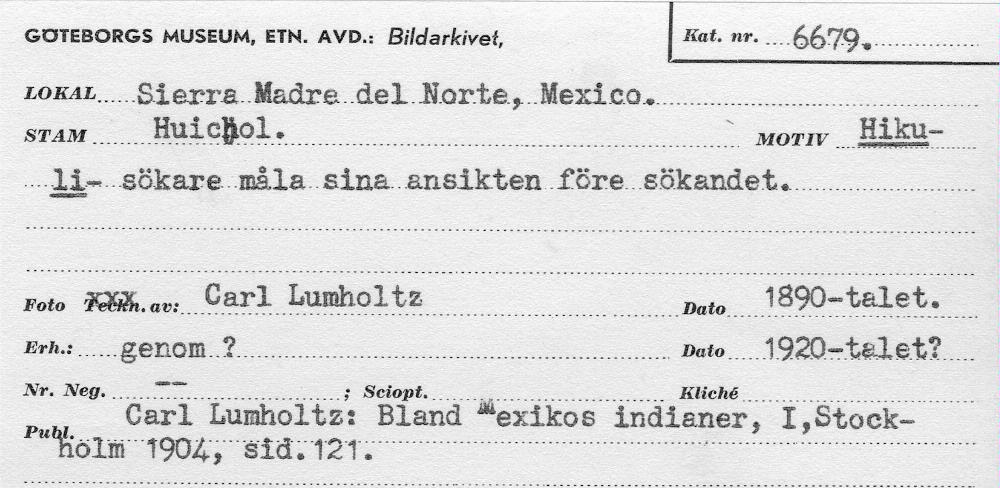 GÖTEBORGS MUSEUM, ETN. AVD.: Bildarkivet,
Kat. nr. 6679.
LOKAL Sierra Madre del Norte, Mexico.
STAM Huichol. MOTIV Hiku-
li- sökare måla sina ansikten före sökandet.
Foto Teckn. av: Carl Lumholtz Dato 1890-talet.
Erh.: genom ? Dato 1920-talet?
Nr. Neg. -- ; Sciopt. Kliché
Publ. Carl Lumholtz: Bland Mexikos indianer, I,Stock-
holm 1904, sid.121.